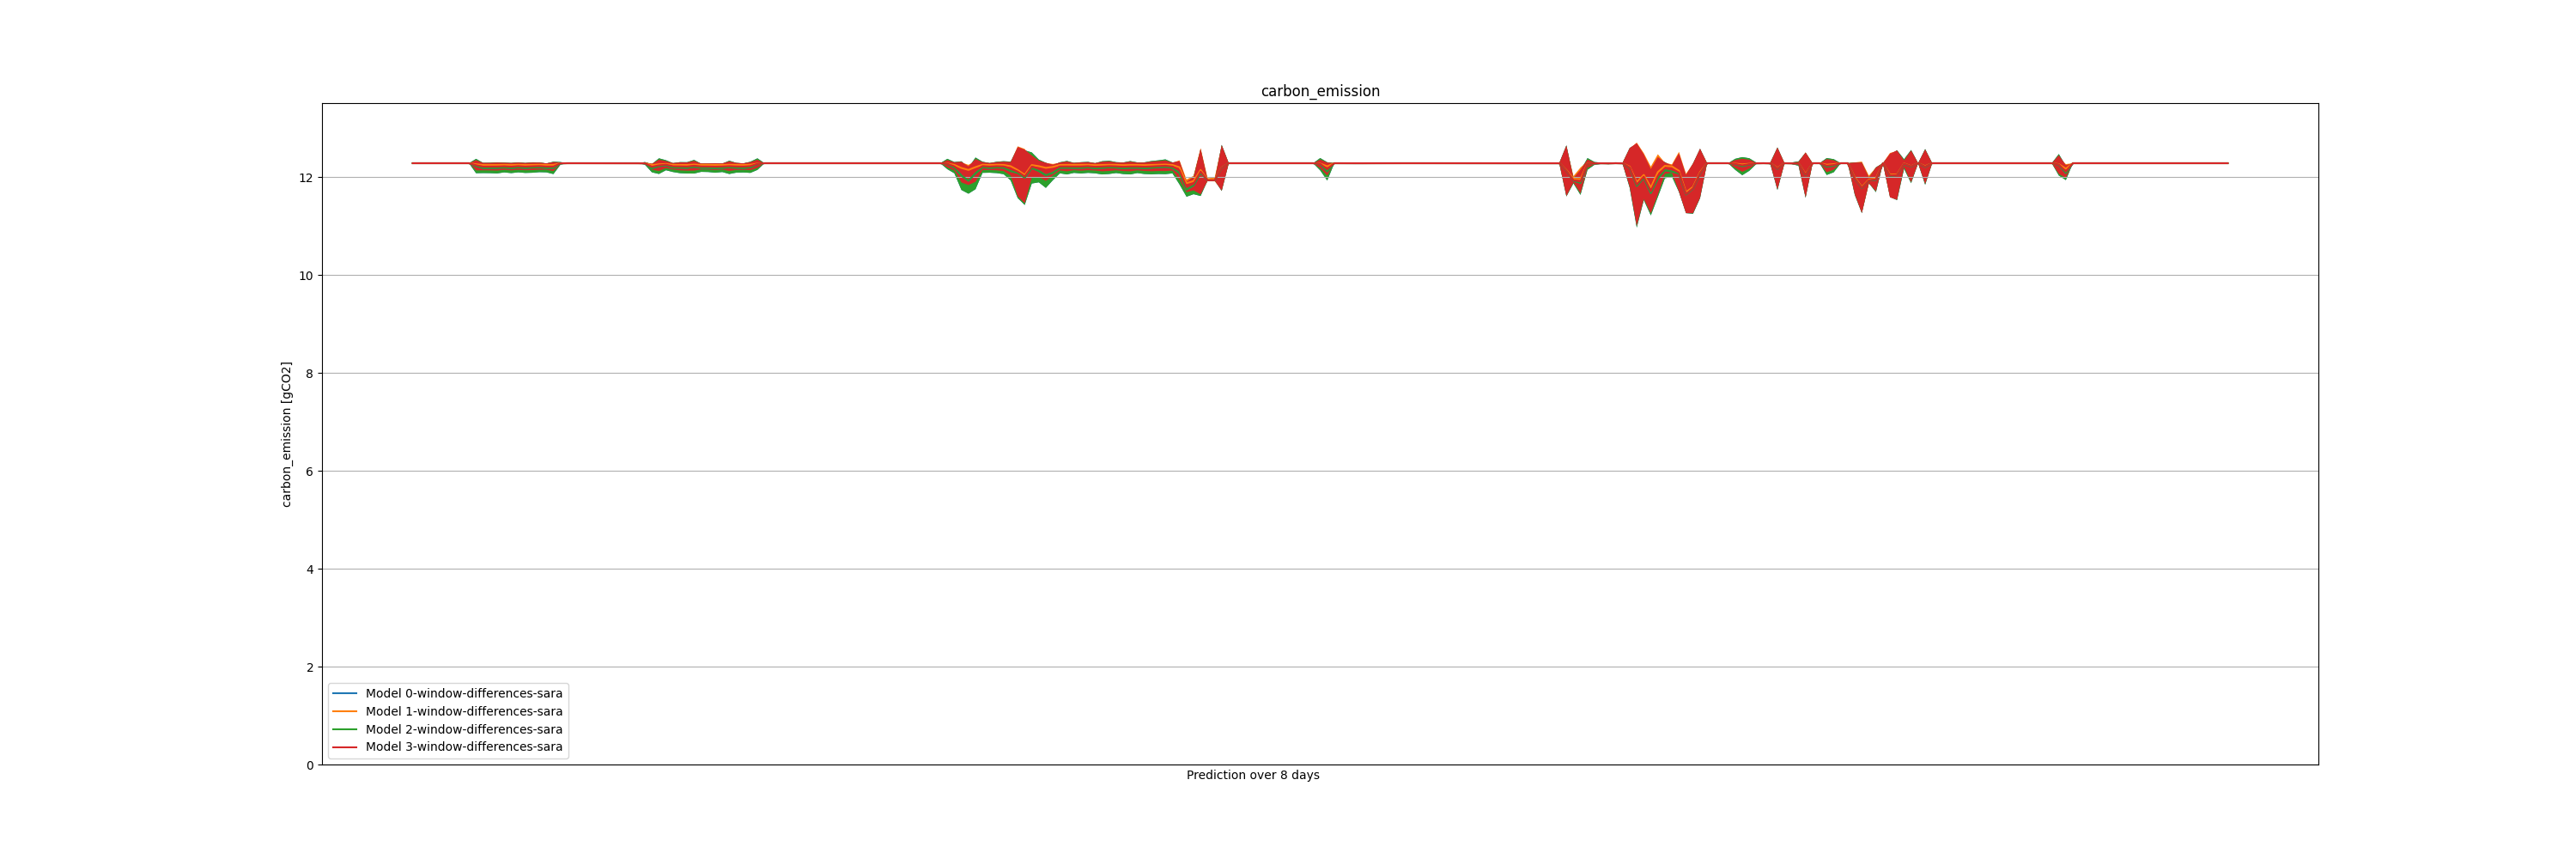 carbon_emission
carbon_emission [gCO2]
12
10
8
6
4
2
0
Model 0-window-differences-sara
Model 1-window-differences-sara
Model 2-window-differences-sara
Model 3-window-differences-sara
Prediction over 8 days